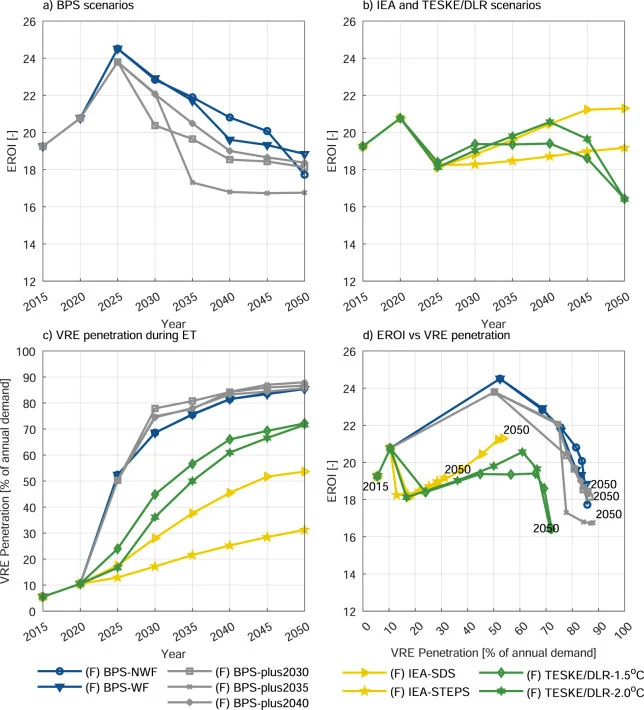 a) BPS scenarios
26
24
22
20
18
16
14
12
EROI [-]
2015 2020 2025 2030 2035 2040 2045 2050
Year
b) IEA and TESKE/DLR scenarios
26
24
22
20
18
16
14
12
EROI [-]
2015 2020 2025 2030 2035 2040 2045 2050
Year
c) VRE penetration during ET
100
90
80
70
60
50
40
30
20
10
0
VRE Penetration [% of annual demand]
2015 2020 2025 2030 2035 2040 2045 2050
Year
d) EROI vs VRE penetration
26
24
22
20
18
16
14
12
EROI [-]
2015
2050
2050
2050
2050
2050
2050
0 10 20 30 40 50 60 70 80 90 100
VRE Penetration [% of annual demand]
(F) BPS-NWF
(F) BPS-WF
(F) BPS-plus2030
(F) BPS-plus2035
(F) BPS-plus2040
(F) IEA-SDS
(F) IEA-STEPS
(F) TESKE/DLR-1.5°C
(F) TESKE/DLR-2.0°C